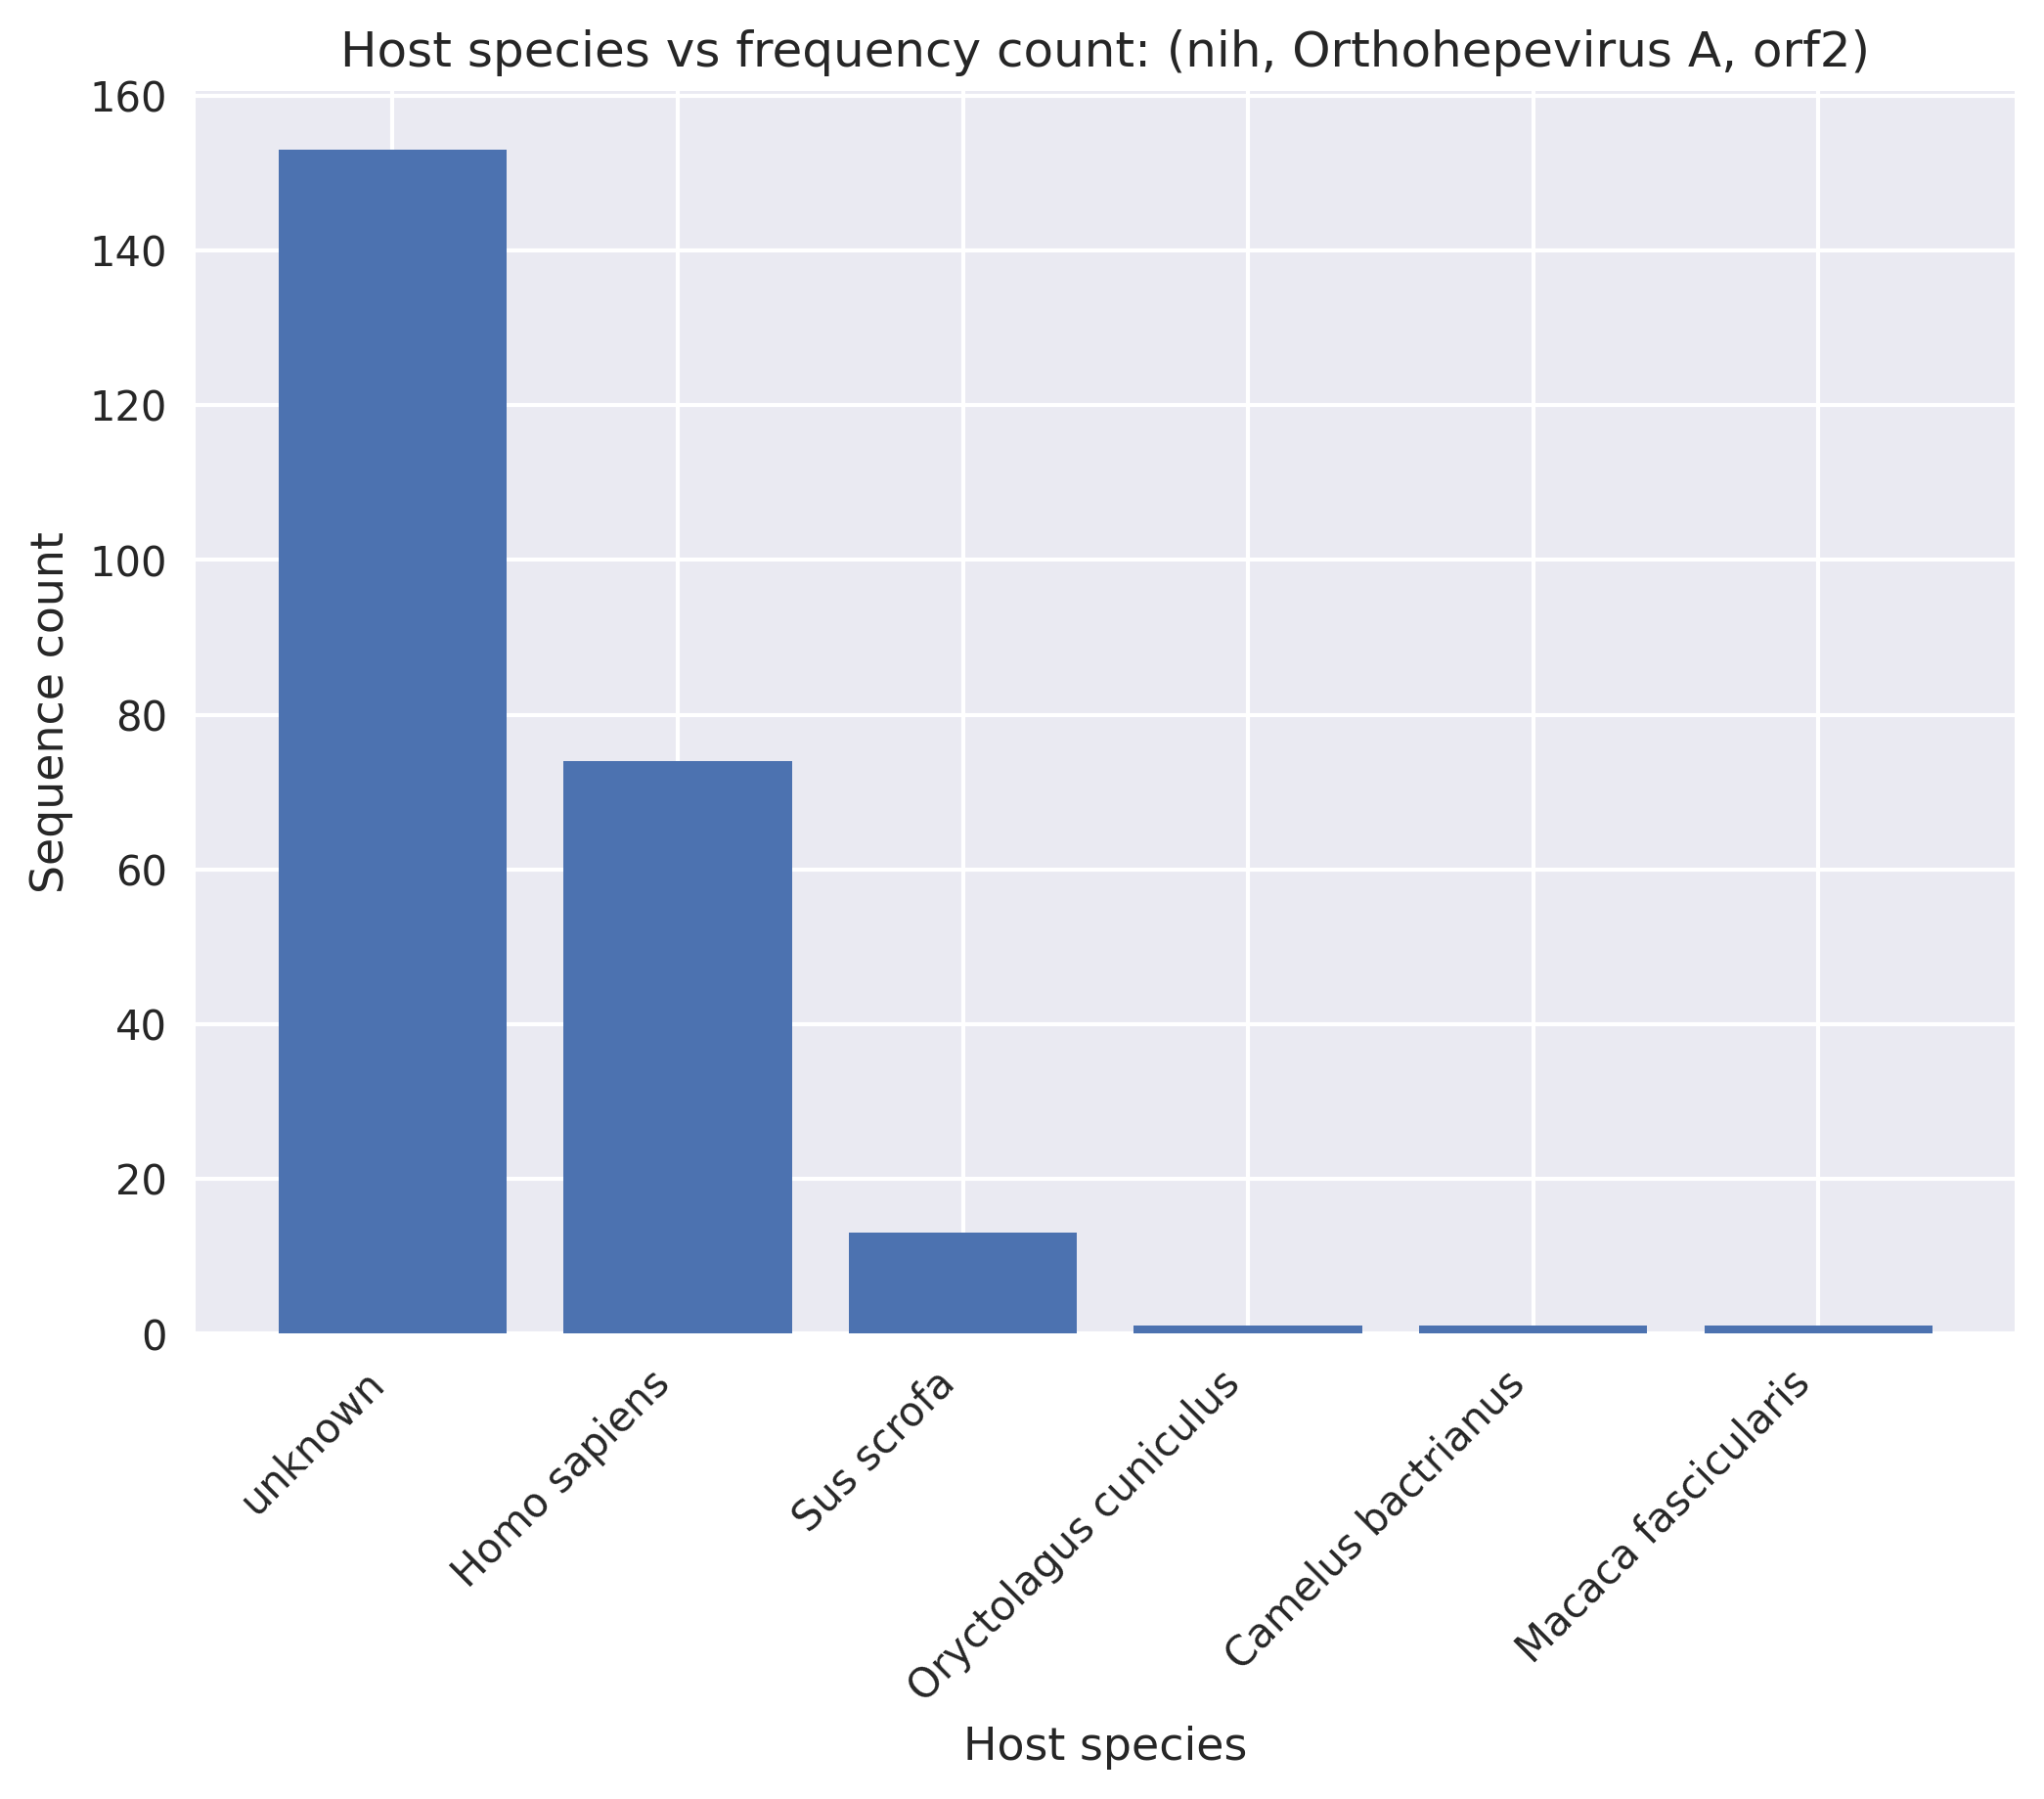 Host species vs frequency count: (nih, Orthohepevirus A, orf2)
160
140
120
100
80
60
40
20
0
Sequence count
unknown
Homo sapiens
Sus scrofa
Oryctolagus cuniculus
Camelus bactrianus
Macaca fascicularis
Host species